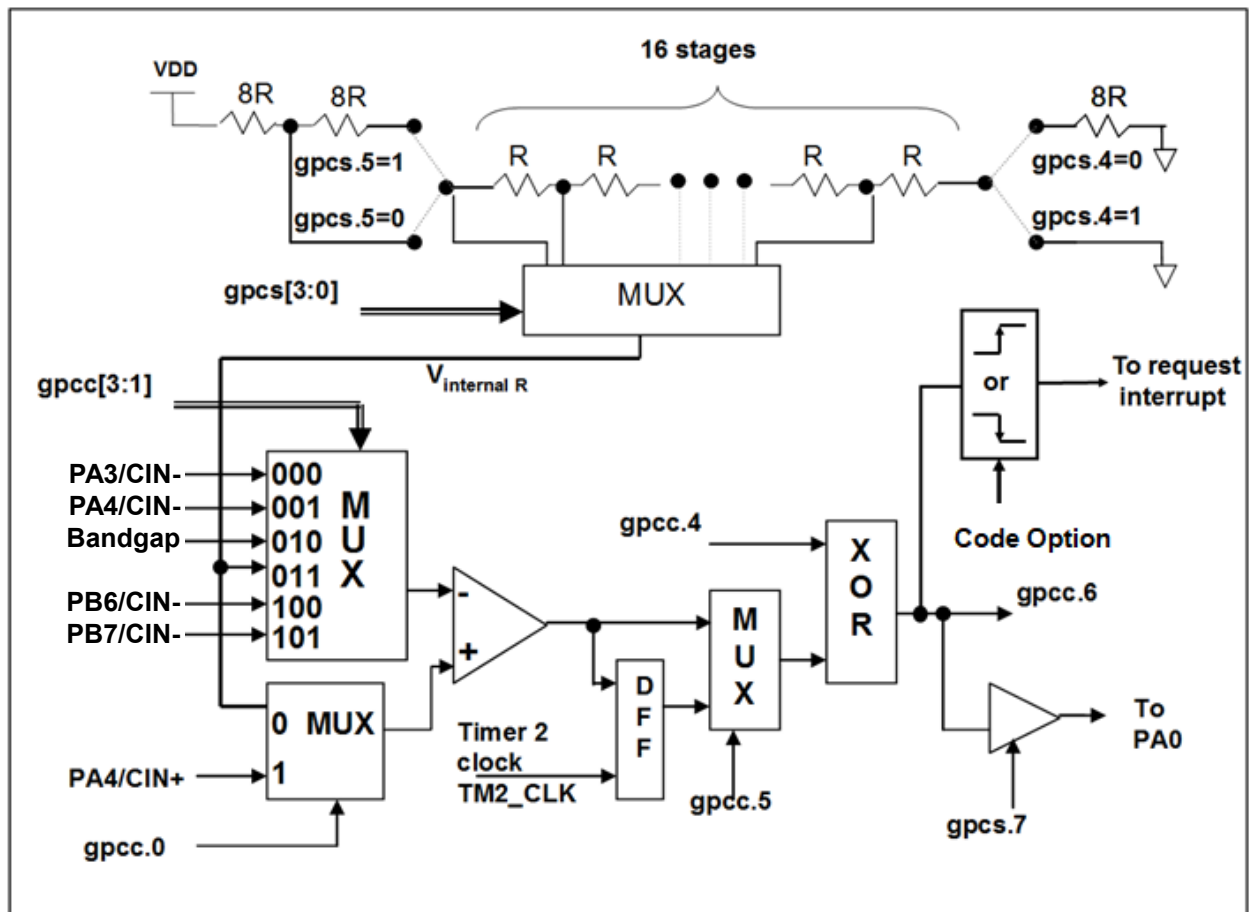 16 stages
VDD
8R
8R
8R
gpcs.5=1
R
R
R
R
gpcs.4=0
gpcs.5=0
gpcs.4=1
gpcs[3:0]
MUX
V internal R
gpcc[3:1]
or
To request
interrupt
PA3/CIN-
000
PA4/CIN-
001
Bandgap
010
011
PB6/CIN-
100
PB7/CIN-
101
M
U
X
Code Option
gpcc.4
X
O
R
gpcc.6
-
+
M
U
X
D
F
F
0 MUX
1
PA4/CIN+
Timer 2
clock
TM2_CLK
gpcc.5
To
PA0
gpcs.7
gpcc.0